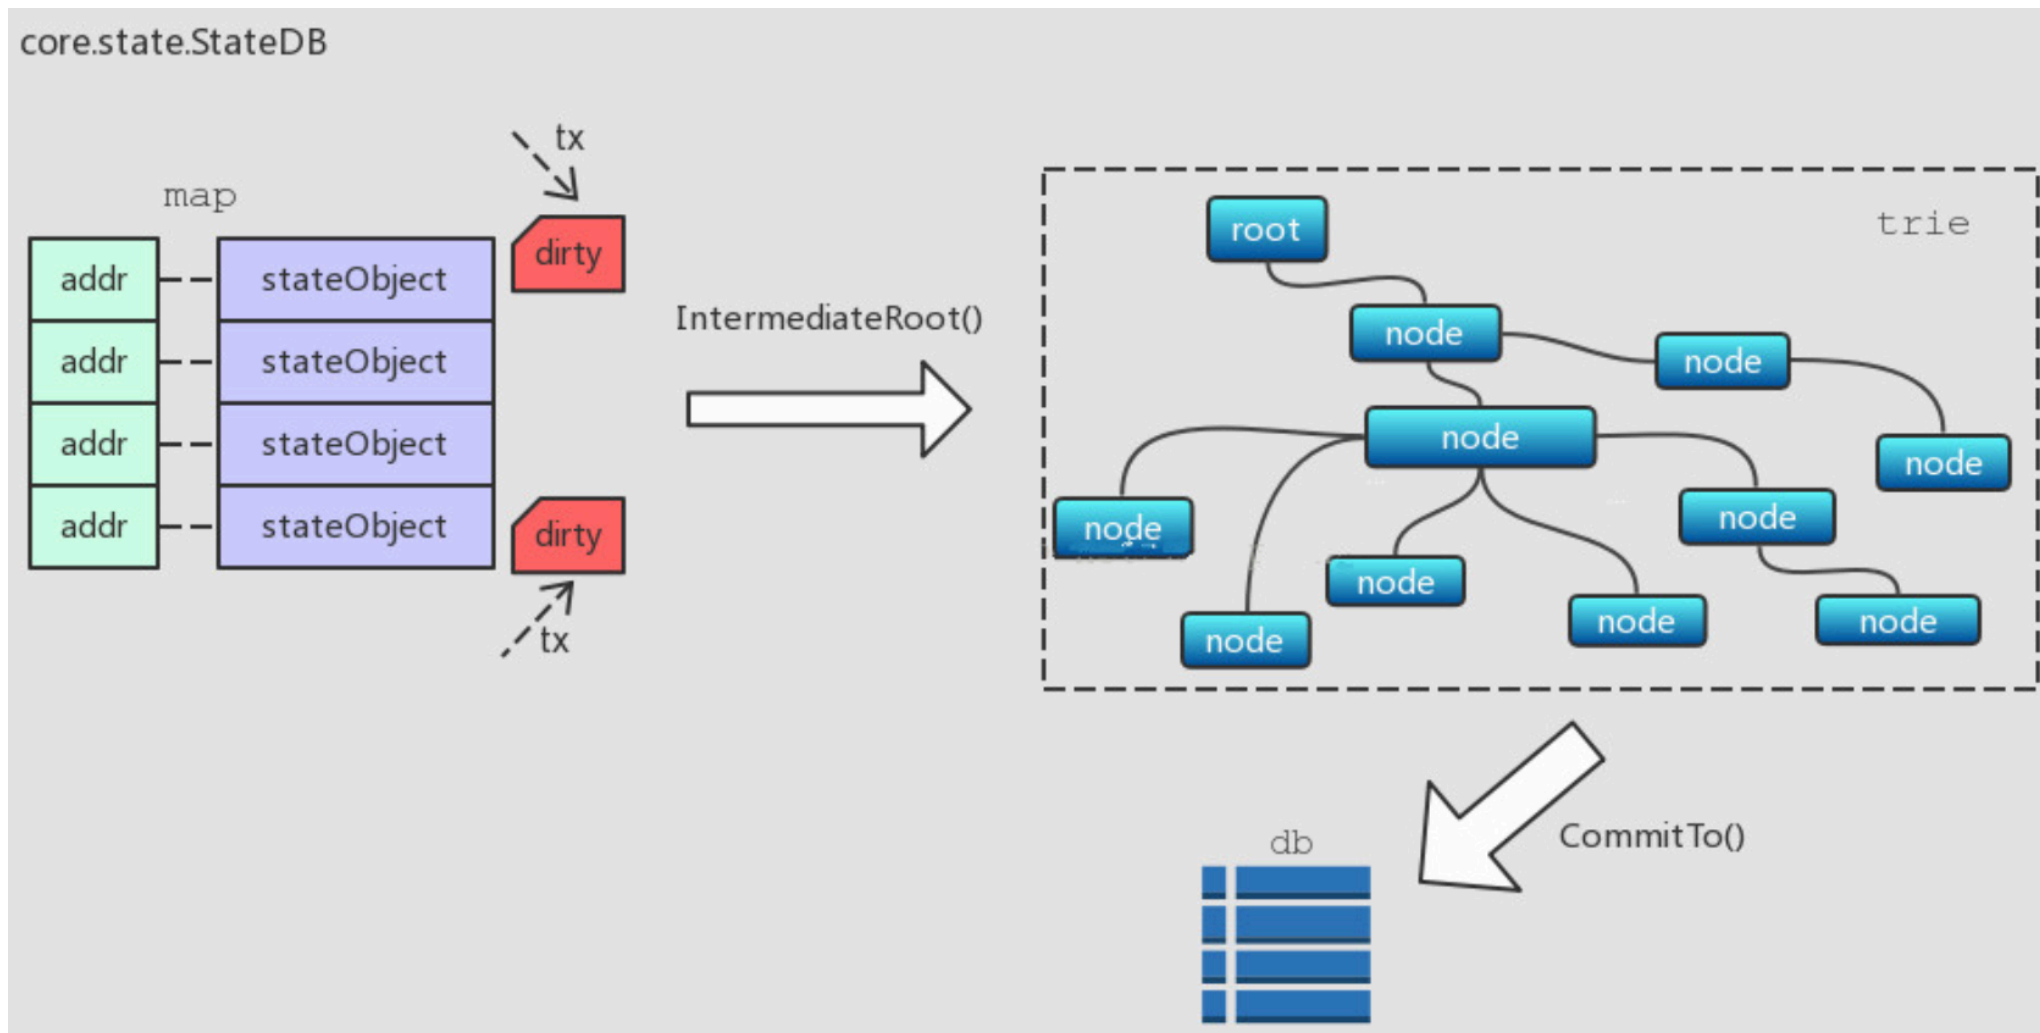 core.state.StateDB
tx
map
dirty
addr
stateObject
addr
stateObject
addr
stateObject
addr
stateObject
dirty
tx
IntermediateRoot()
trie
root
node
node
node
node
node
node
node
node
node
node
CommitTo()
db